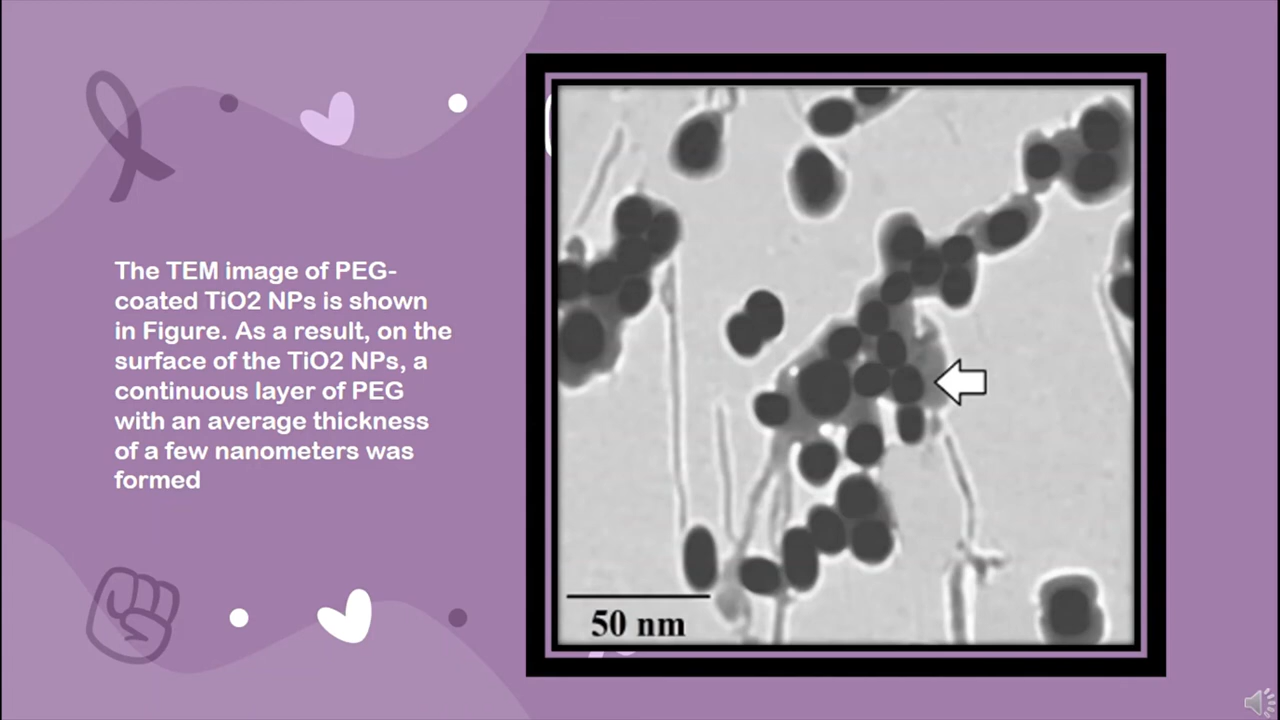 The TEM image of PEG-
coated TiO2 NPs is shown
in Figure. As a result, on the
surface of the TiO2 NPs, a
continuous layer of PEG
with an average thickness
of a few nanometers was
formed
50 nm